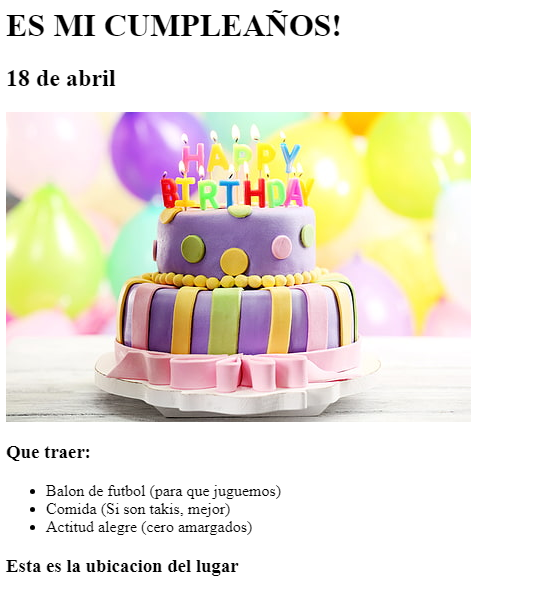 ES MI CUMPLEAÑOS!
18 de abril
HAPPY
BIRTHDAY
Que traer:
Balon de futbol (para que juguemos)
Comida (Si son takis, mejor)
Actitud alegre (cero amargados)
Esta es la ubicacion del lugar